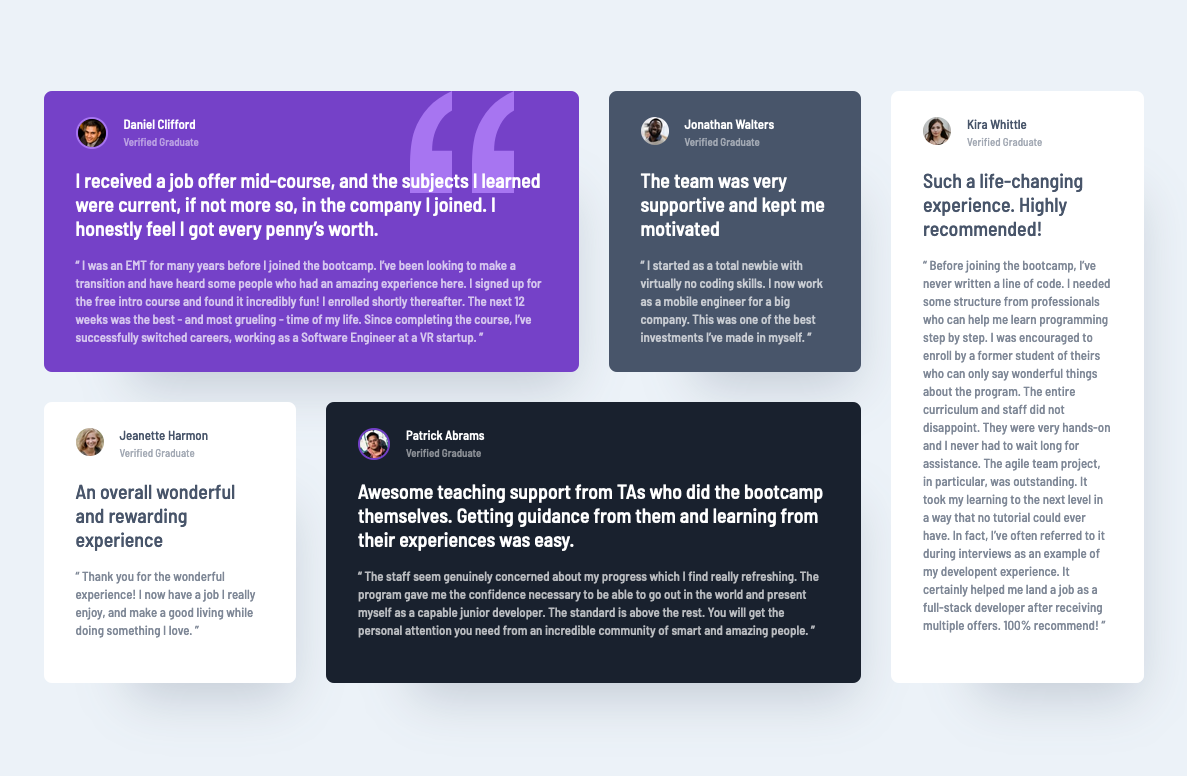 Daniel Clifford
Verified Graduate
I received a job offer mid-course, and the subjects I learned
were current, if not more so, in the company I joined. I
honestly feel I got every penny’s worth.
“ I was an EMT for many years before I joined the bootcamp. I’ve been looking to make a
transition and have heard some people who had an amazing experience here. I signed up for
the free intro course and found it incredibly fun! I enrolled shortly thereafter. The next 12
weeks was the best - and most grueling - time of my life. Since completing the course, I’ve
successfully switched careers, working as a Software Engineer at a VR startup. ”
Jonathan Walters
Verified Graduate
The team was very
supportive and kept me
motivated
“ I started as a total newbie with
virtually no coding skills. I now work
as a mobile engineer for a big
company. This was one of the best
investments I’ve made in myself. ”
Kira Whittle
Verified Graduate
Such a life-changing
experience. Highly
recommended!
“ Before joining the bootcamp, I’ve
never written a line of code. I needed
some structure from professionals
who can help me learn programming
step by step. I was encouraged to
enroll by a former student of theirs
who can only say wonderful things
about the program. The entire
curriculum and staff did not
disappoint. They were very hands-on
and I never had to wait long for
assistance. The agile team project,
in particular, was outstanding. It
took my learning to the next level in
a way that no tutorial could ever
have. In fact, I’ve often referred to it
during interviews as an example of
my developent experience. It
certainly helped me land a job as a
full-stack developer after receiving
multiple offers. 100% recommend! ”
Jeanette Harmon
Verified Graduate
An overall wonderful
and rewarding
experience
“ Thank you for the wonderful
experience! I now have a job I really
enjoy, and make a good living while
doing something I love. ”
Patrick Abrams
Verified Graduate
Awesome teaching support from TAs who did the bootcamp
themselves. Getting guidance from them and learning from
their experiences was easy.
“ The staff seem genuinely concerned about my progress which I find really refreshing. The
program gave me the confidence necessary to be able to go out in the world and present
myself as a capable junior developer. The standard is above the rest. You will get the
personal attention you need from an incredible community of smart and amazing people. ”